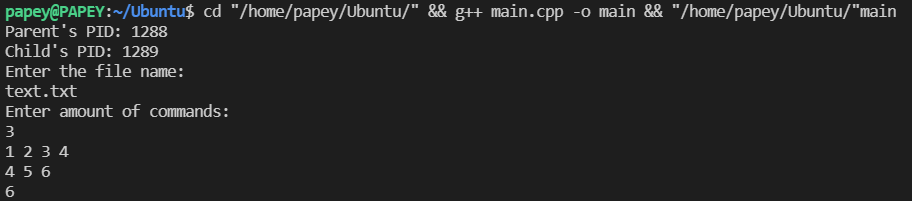 papey@PAPEY:~/Ubuntu$ cd "/home/papey/Ubuntu/" && g++ main.cpp -o main && "/home/papey/Ubuntu/"main
Parent's PID: 1288
Child's PID: 1289
Enter the file name:
text.txt
Enter amount of commands:
3
1 2 3 4
4 5 6
6